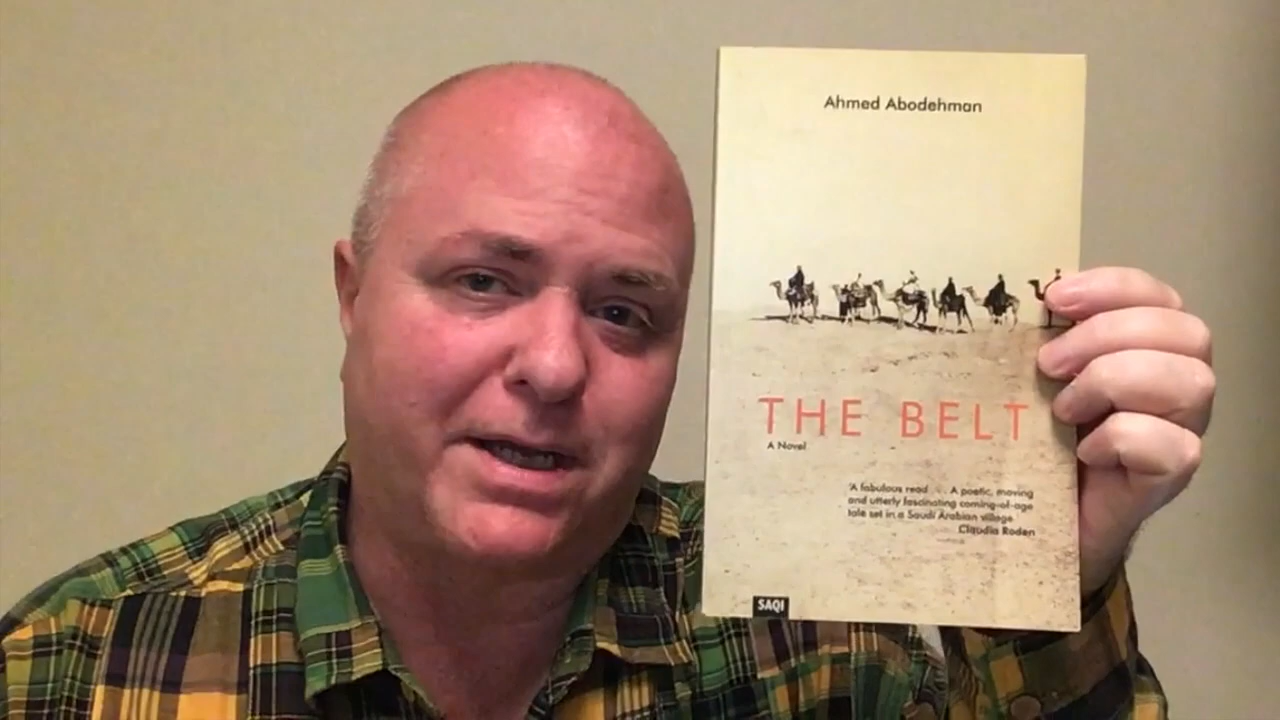 Ahmed Abodehman
THE BELT
A Novel
'A fabulous read . . . A poetic, moving
and utterly fascinating coming-of-age
tale set in a Saudi Arabian village
Claudia Roden
SAQI